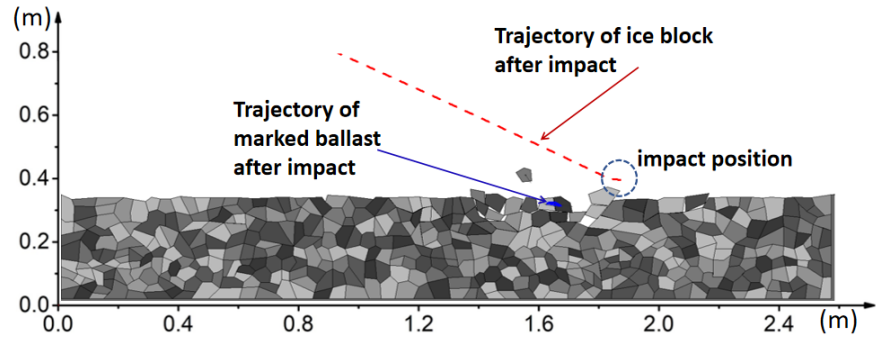 (m)
0.8
Trajectory of ice block
after impact
0.6
Trajectory of
marked ballast
after impact
impact position
0.4
0.2
0.0
0.0 0.4 0.8 1.2 1.6 2.0 2.4 (m)